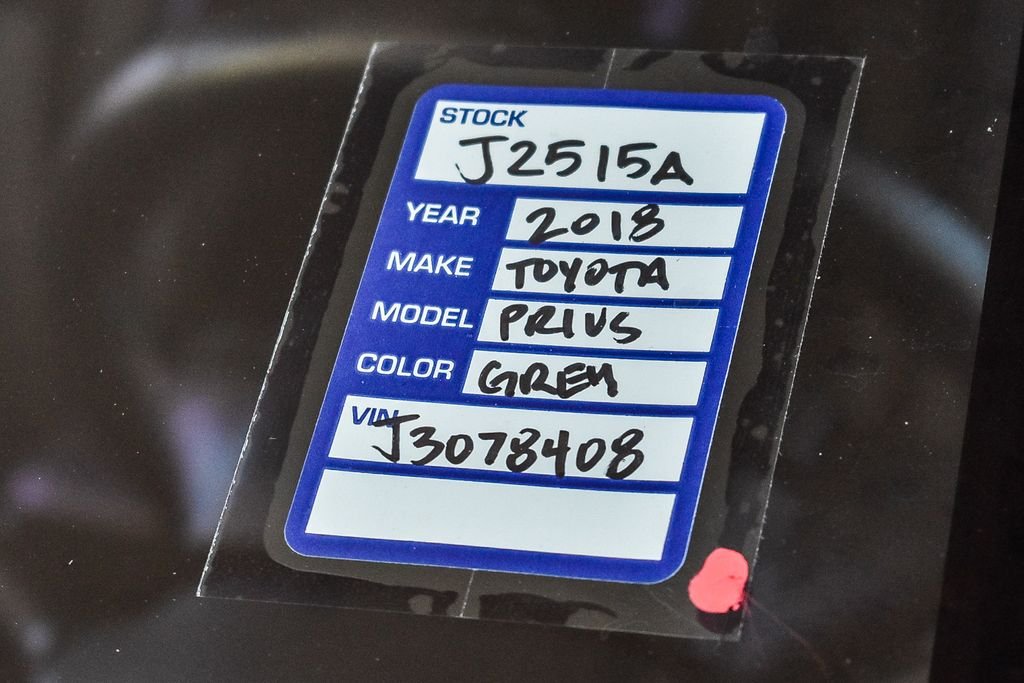 STOCK
J2515A
YEAR 2018
MAKE TOYOTA
MODEL PRIUS
COLOR GREY
VIN J3078408